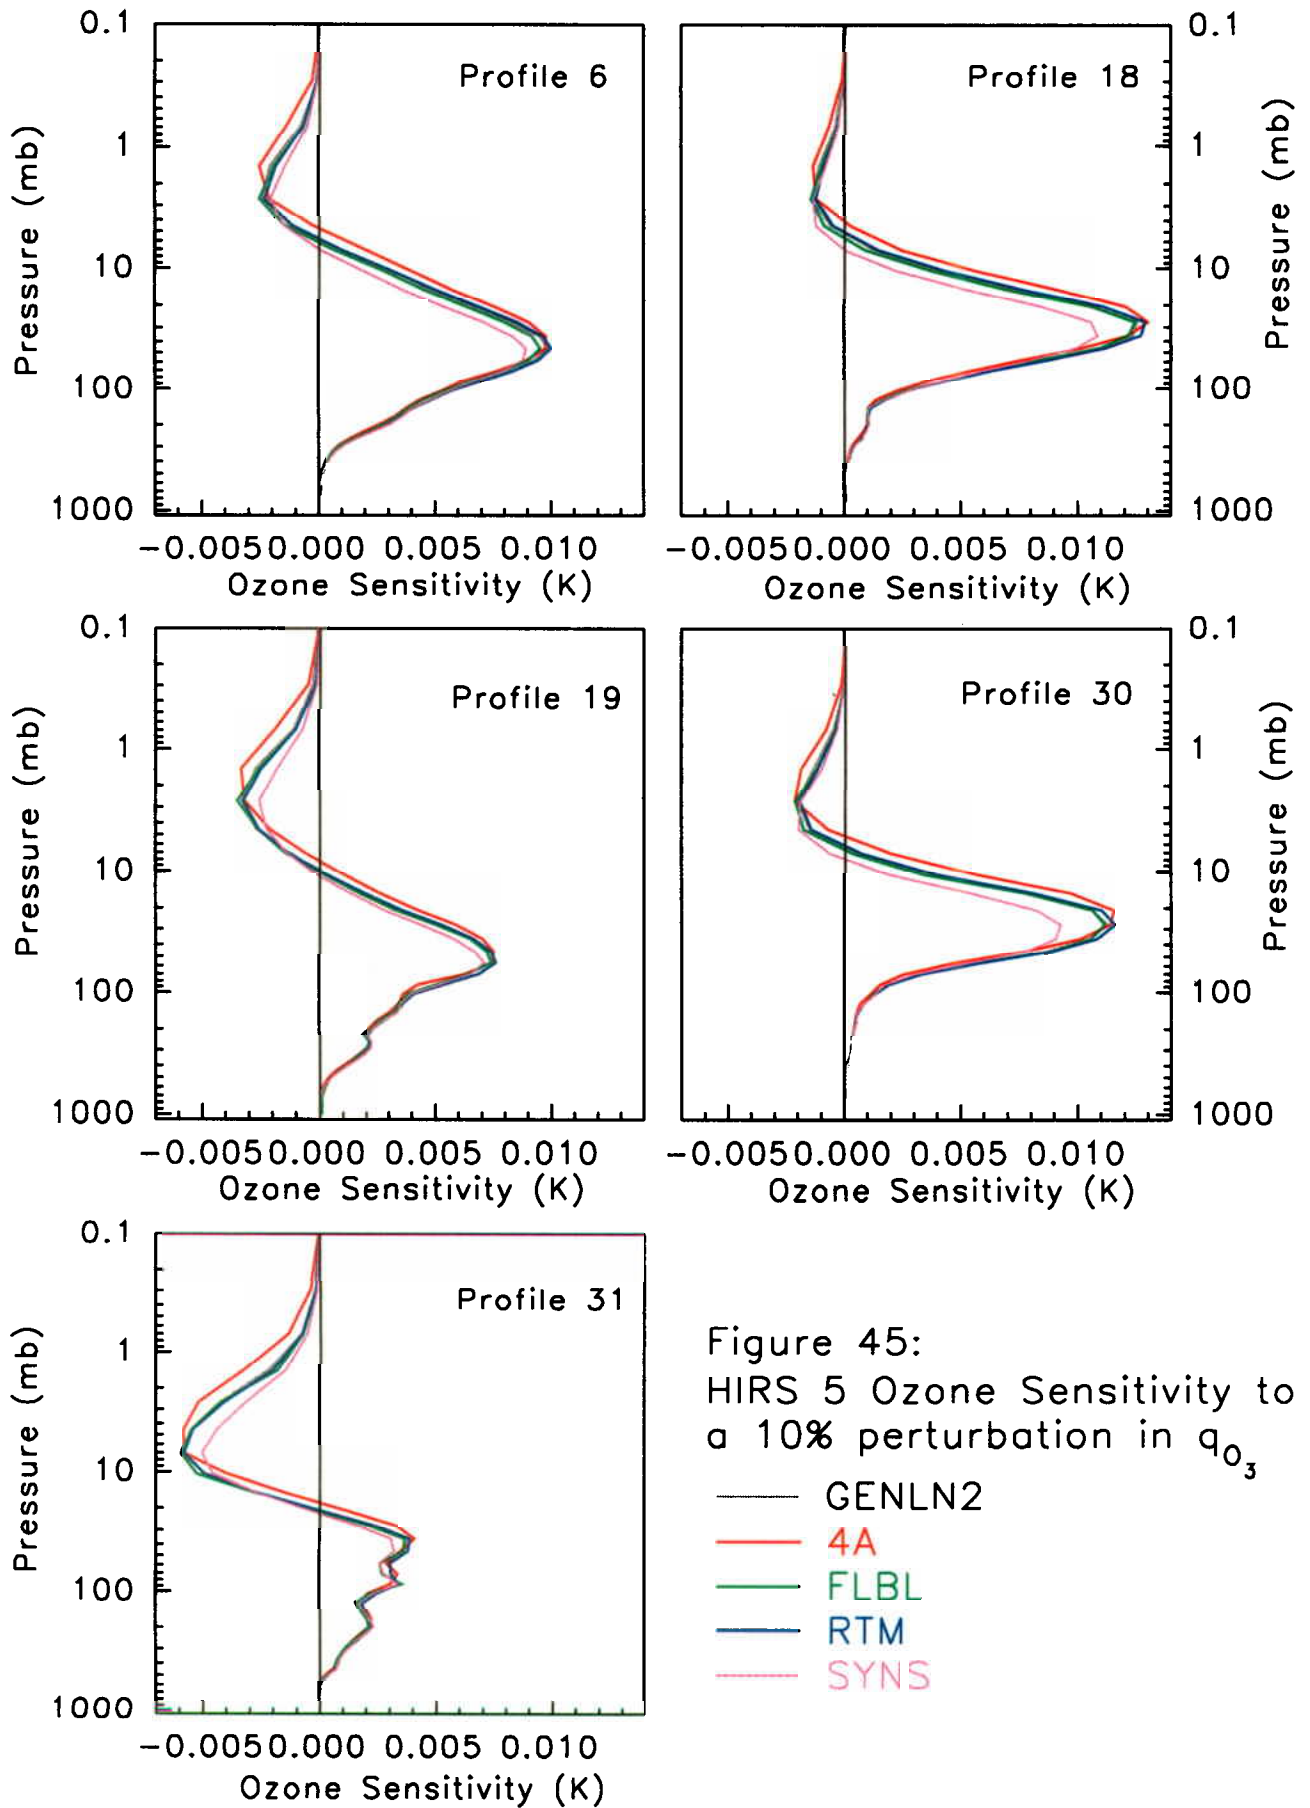 0.1
1
10
100
1000
Pressure (mb)
Profile 6
-0.005 0.000 0.005 0.010
Ozone Sensitivity (K)
Profile 18
0.1
1
10
100
1000
Pressure (mb)
-0.005 0.000 0.005 0.010
Ozone Sensitivity (K)
0.1
1
10
100
1000
Pressure (mb)
Profile 19
-0.005 0.000 0.005 0.010
Ozone Sensitivity (K)
Profile 30
0.1
1
10
100
1000
Pressure (mb)
-0.005 0.000 0.005 0.010
Ozone Sensitivity (K)
0.1
1
10
100
1000
Pressure (mb)
Profile 31
-0.005 0.000 0.005 0.010
Ozone Sensitivity (K)
Figure 45:
HIRS 5 Ozone Sensitivity to
a 10% perturbation in qO3
GENLN2
4A
FLBL
RTM
SYNS